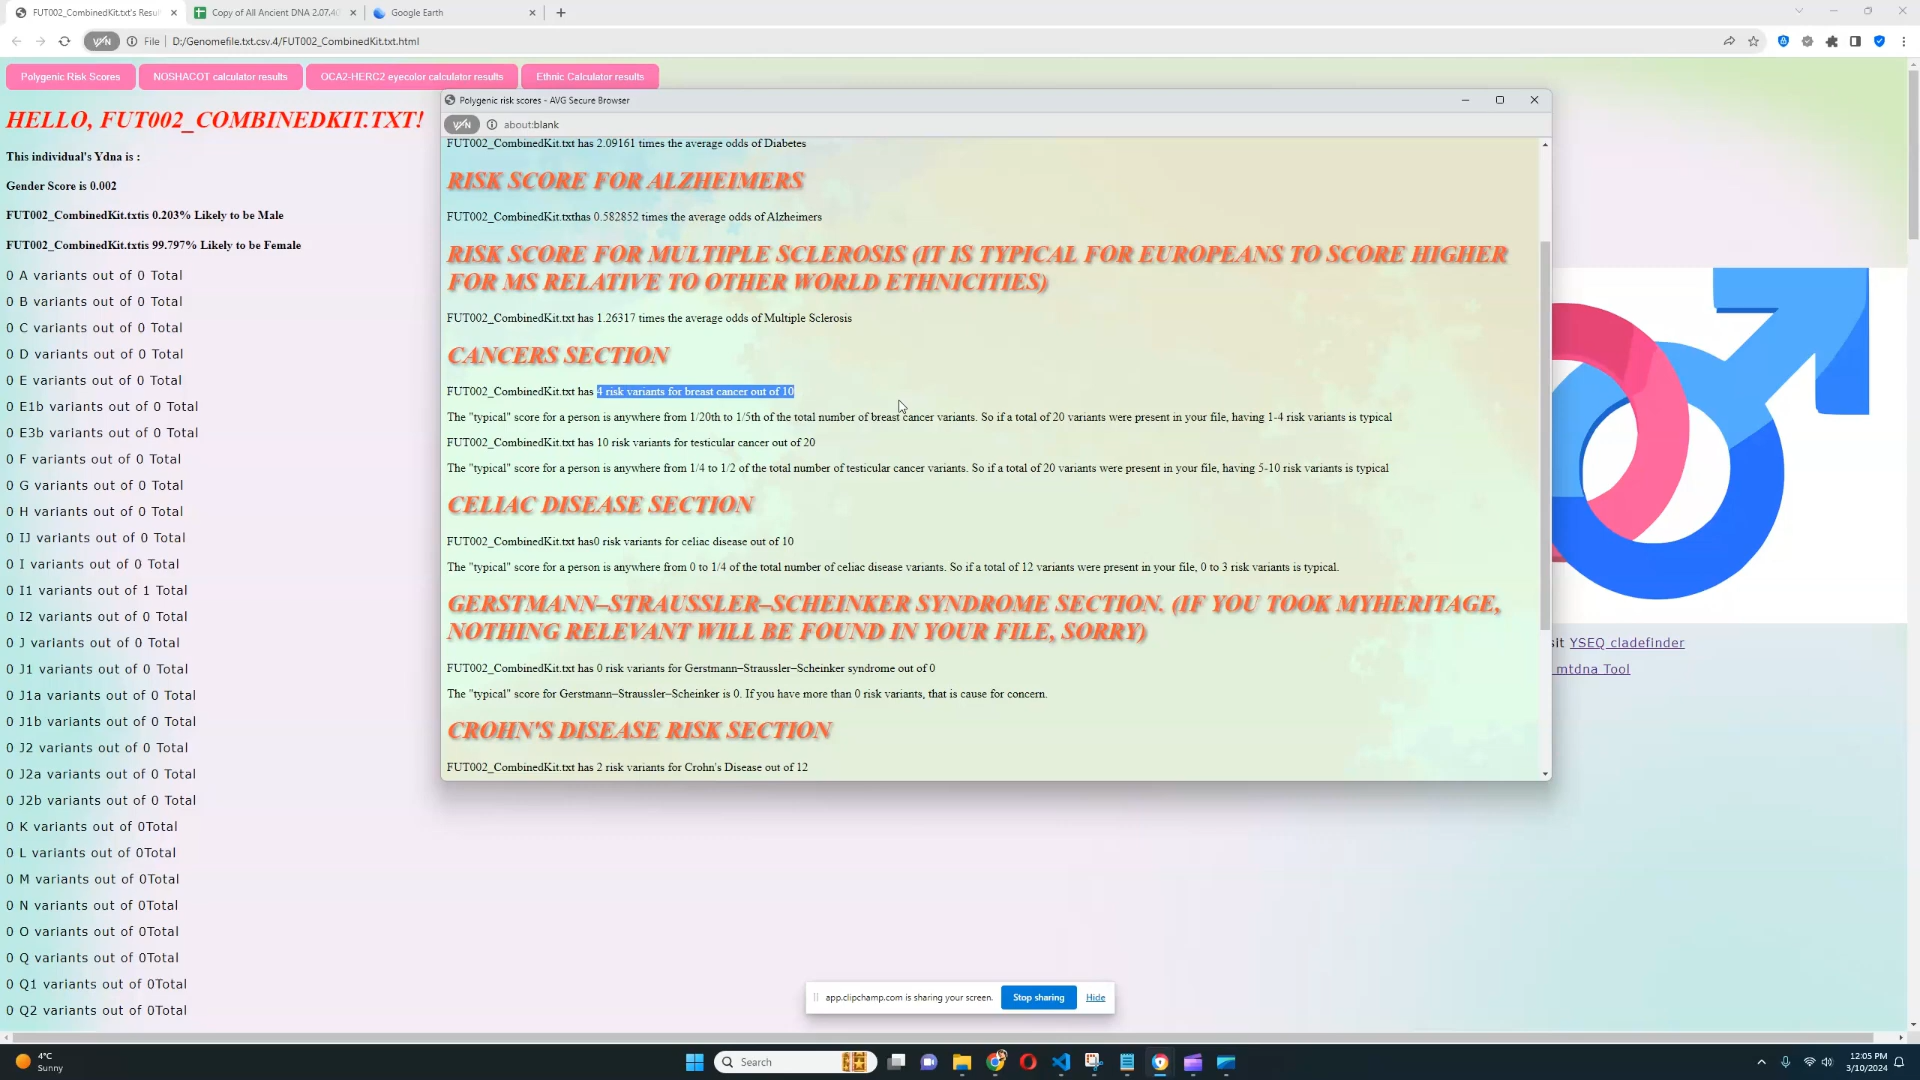 FUT002_CombinedKit.txt's Resul
Copy of All Ancient DNA 2.07.40
Google Earth
VPN
File
D:/Genomefile.txt.csv.4/FUT002_CombinedKit.txt.html
Polygenic Risk Scores
NOSHACOT calculator results
OCA2-HERC2 eyecolor calculator results
Ethnic Calculator results
HELLO, FUT002_COMBINEDKIT.TXT!
This individual's Ydna is :
Gender Score is 0.002
FUT002_CombinedKit.txtis 0.203% Likely to be Male
FUT002_CombinedKit.txtis 99.797% Likely to be Female
0 A variants out of 0 Total
0 B variants out of 0 Total
0 C variants out of 0 Total
0 D variants out of 0 Total
0 E variants out of 0 Total
0 E1b variants out of 0 Total
0 E3b variants out of 0 Total
0 F variants out of 0 Total
0 G variants out of 0 Total
0 H variants out of 0 Total
0 IJ variants out of 0 Total
0 I variants out of 0 Total
0 I1 variants out of 1 Total
0 I2 variants out of 0 Total
0 J variants out of 0 Total
0 J1 variants out of 0 Total
0 J1a variants out of 0 Total
0 J1b variants out of 0 Total
0 J2 variants out of 0 Total
0 J2a variants out of 0 Total
0 J2b variants out of 0 Total
0 K variants out of 0Total
0 L variants out of 0Total
0 M variants out of 0Total
0 N variants out of 0Total
0 O variants out of 0Total
0 Q variants out of 0Total
0 Q1 variants out of 0Total
0 Q2 variants out of 0Total
Polygenic risk scores - AVG Secure Browser
VPN
about:blank
FUT002_CombinedKit.txt has 2.09161 times the average odds of Diabetes
RISK SCORE FOR ALZHEIMERS
FUT002_CombinedKit.txthas 0.582852 times the average odds of Alzheimers
RISK SCORE FOR MULTIPLE SCLEROSIS (IT IS TYPICAL FOR EUROPEANS TO SCORE HIGHER
FOR MS RELATIVE TO OTHER WORLD ETHNICITIES)
FUT002_CombinedKit.txt has 1.26317 times the average odds of Multiple Sclerosis
CANCERS SECTION
FUT002_CombinedKit.txt has 4 risk variants for breast cancer out of 10
The "typical" score for a person is anywhere from 1/20th to 1/5th of the total number of breast cancer variants. So if a total of 20 variants were present in your file, having 1-4 risk variants is typical
FUT002_CombinedKit.txt has 10 risk variants for testicular cancer out of 20
The "typical" score for a person is anywhere from 1/4 to 1/2 of the total number of testicular cancer variants. So if a total of 20 variants were present in your file, having 5-10 risk variants is typical
CELIAC DISEASE SECTION
FUT002_CombinedKit.txt has0 risk variants for celiac disease out of 10
The "typical" score for a person is anywhere from 0 to 1/4 of the total number of celiac disease variants. So if a total of 12 variants were present in your file, 0 to 3 risk variants is typical.
GERSTMANN–STRAUSSLER–SCHEINKER SYNDROME SECTION. (IF YOU TOOK MYHERITAGE,
NOTHING RELEVANT WILL BE FOUND IN YOUR FILE, SORRY)
FUT002_CombinedKit.txt has 0 risk variants for Gerstmann–Straussler–Scheinker syndrome out of 0
The "typical" score for Gerstmann–Straussler–Scheinker is 0. If you have more than 0 risk variants, that is cause for concern.
CROHN'S DISEASE RISK SECTION
FUT002_CombinedKit.txt has 2 risk variants for Crohn's Disease out of 12
sit YSEQ cladefinder
mtdna Tool
app.clipchamp.com is sharing your screen.
Stop sharing
Hide
4°C
Sunny
Search
12:05 PM
3/10/2024